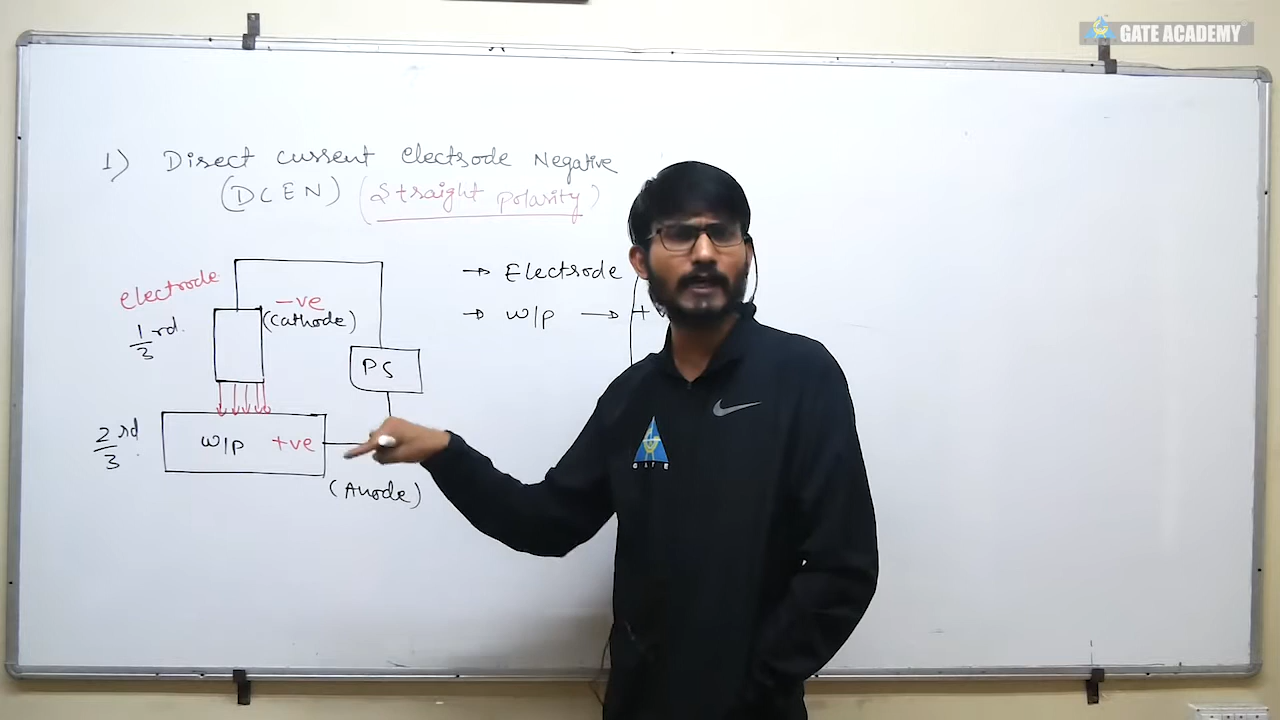 GATE ACADEMY
1) Direct current electrode Negative
(DCEN) (Straight polarity)
electrode
-ve
(Cathode)
1/3 rd.
PS
→ Electrode
→ W/P → +v
2/3 rd.
W/P +ve
(Anode)
GATE